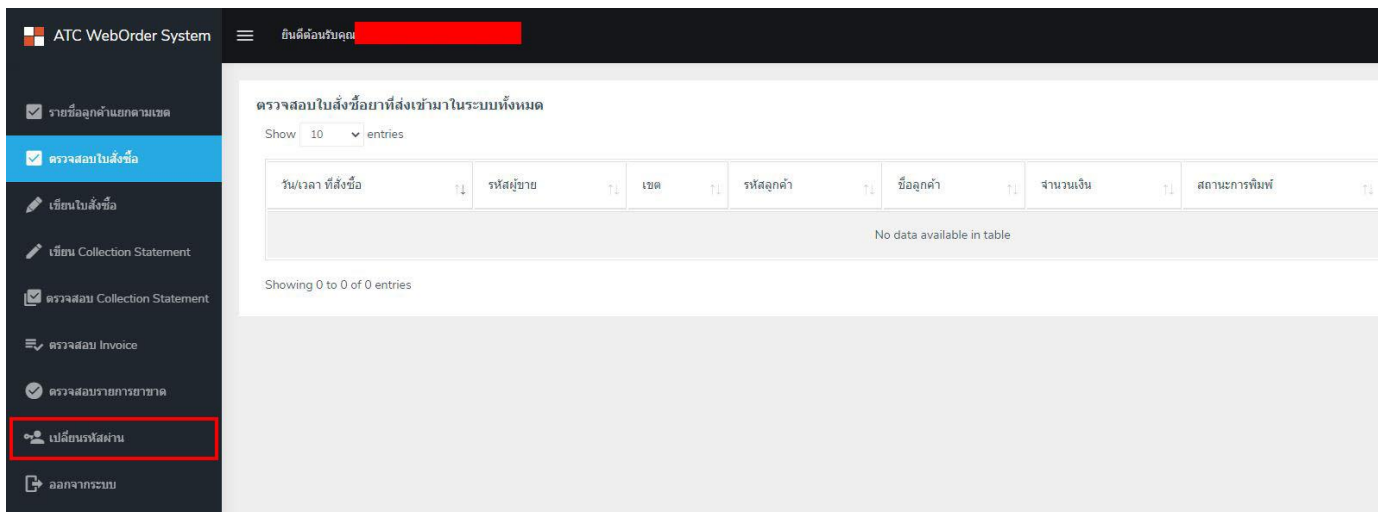 ATC WebOrder System
ยินดีต้อนรับคุณ
รายชื่อลูกค้าแยกตามเขต
ตรวจสอบใบสั่งซื้อ
เขียนใบสั่งซื้อ
เขียน Collection Statement
ตรวจสอบ Collection Statement
ตรวจสอบ Invoice
ตรวจสอบรายการยาขาด
เปลี่ยนรหัสผ่าน
ออกจากระบบ
ตรวจสอบใบสั่งซื้อยาที่ส่งเข้ามาในระบบทั้งหมด
Show 10 entries
วัน/เวลา ที่สั่งซื้อ รหัสผู้ขาย เขต รหัสลูกค้า ชื่อลูกค้า จำนวนเงิน สถานะการพิมพ์
No data available in table
Showing 0 to 0 of 0 entries